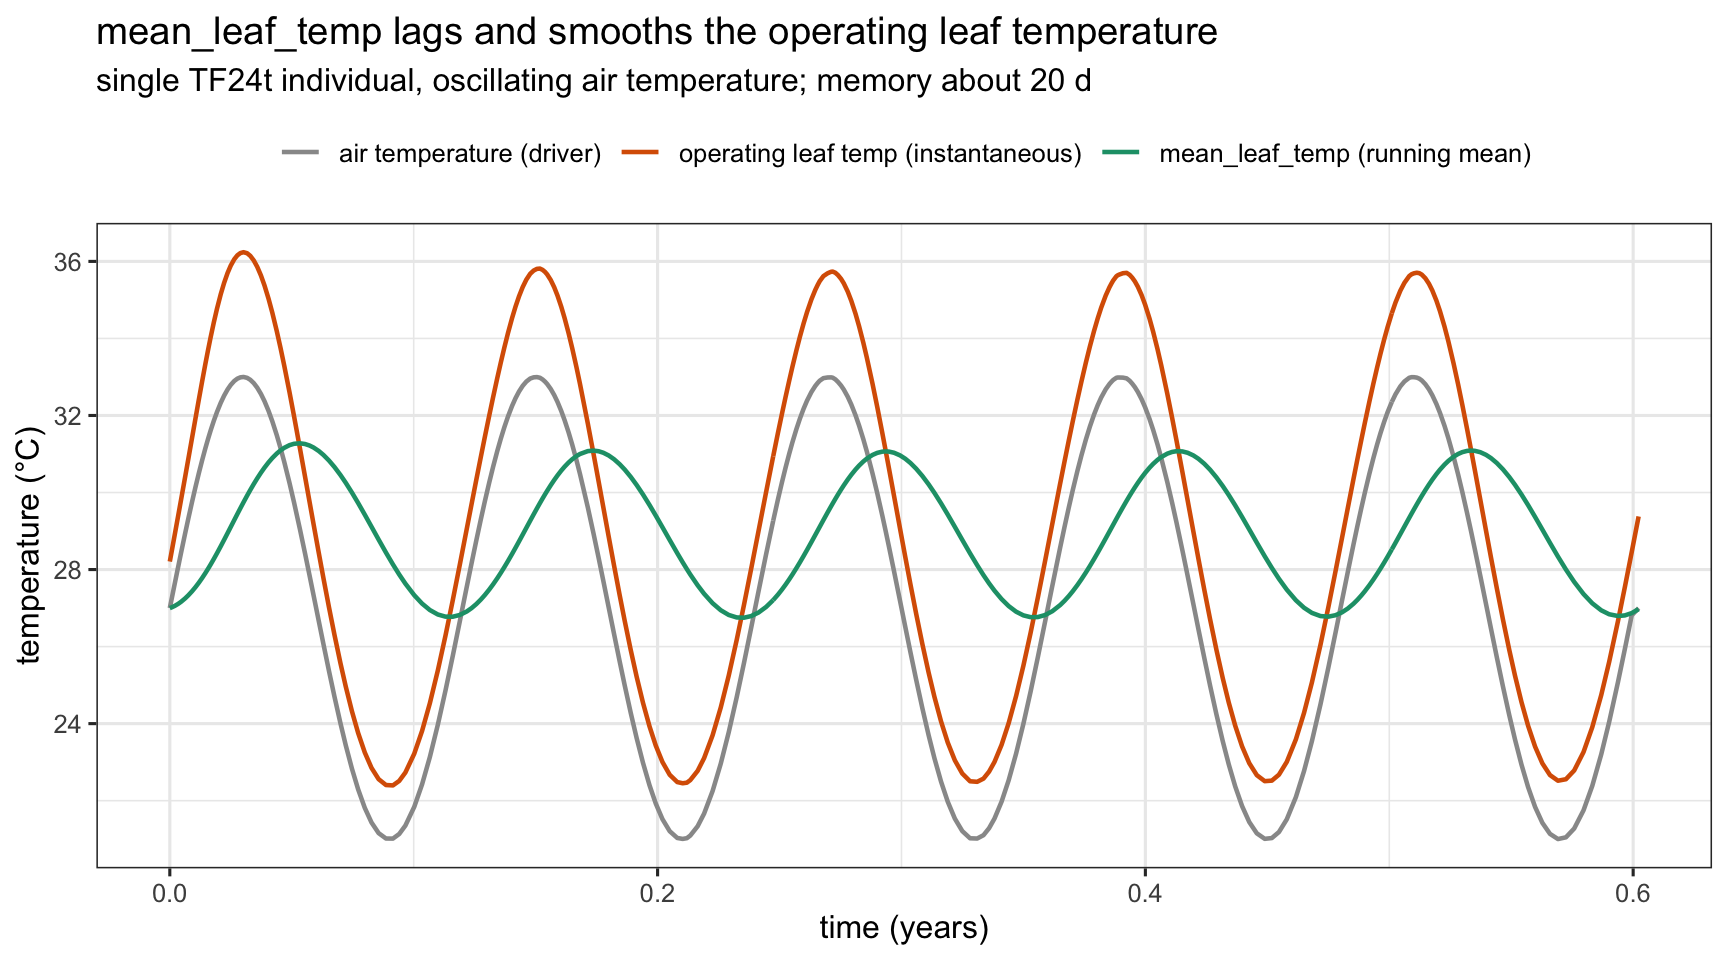 mean_leaf_temp lags and smooths the operating leaf temperature
single TF24t individual, oscillating air temperature; memory about 20 d
air temperature (driver) operating leaf temp (instantaneous) mean_leaf_temp (running mean)
36
32
28
24
temperature (°C)
0.0 0.2 0.4 0.6
time (years)